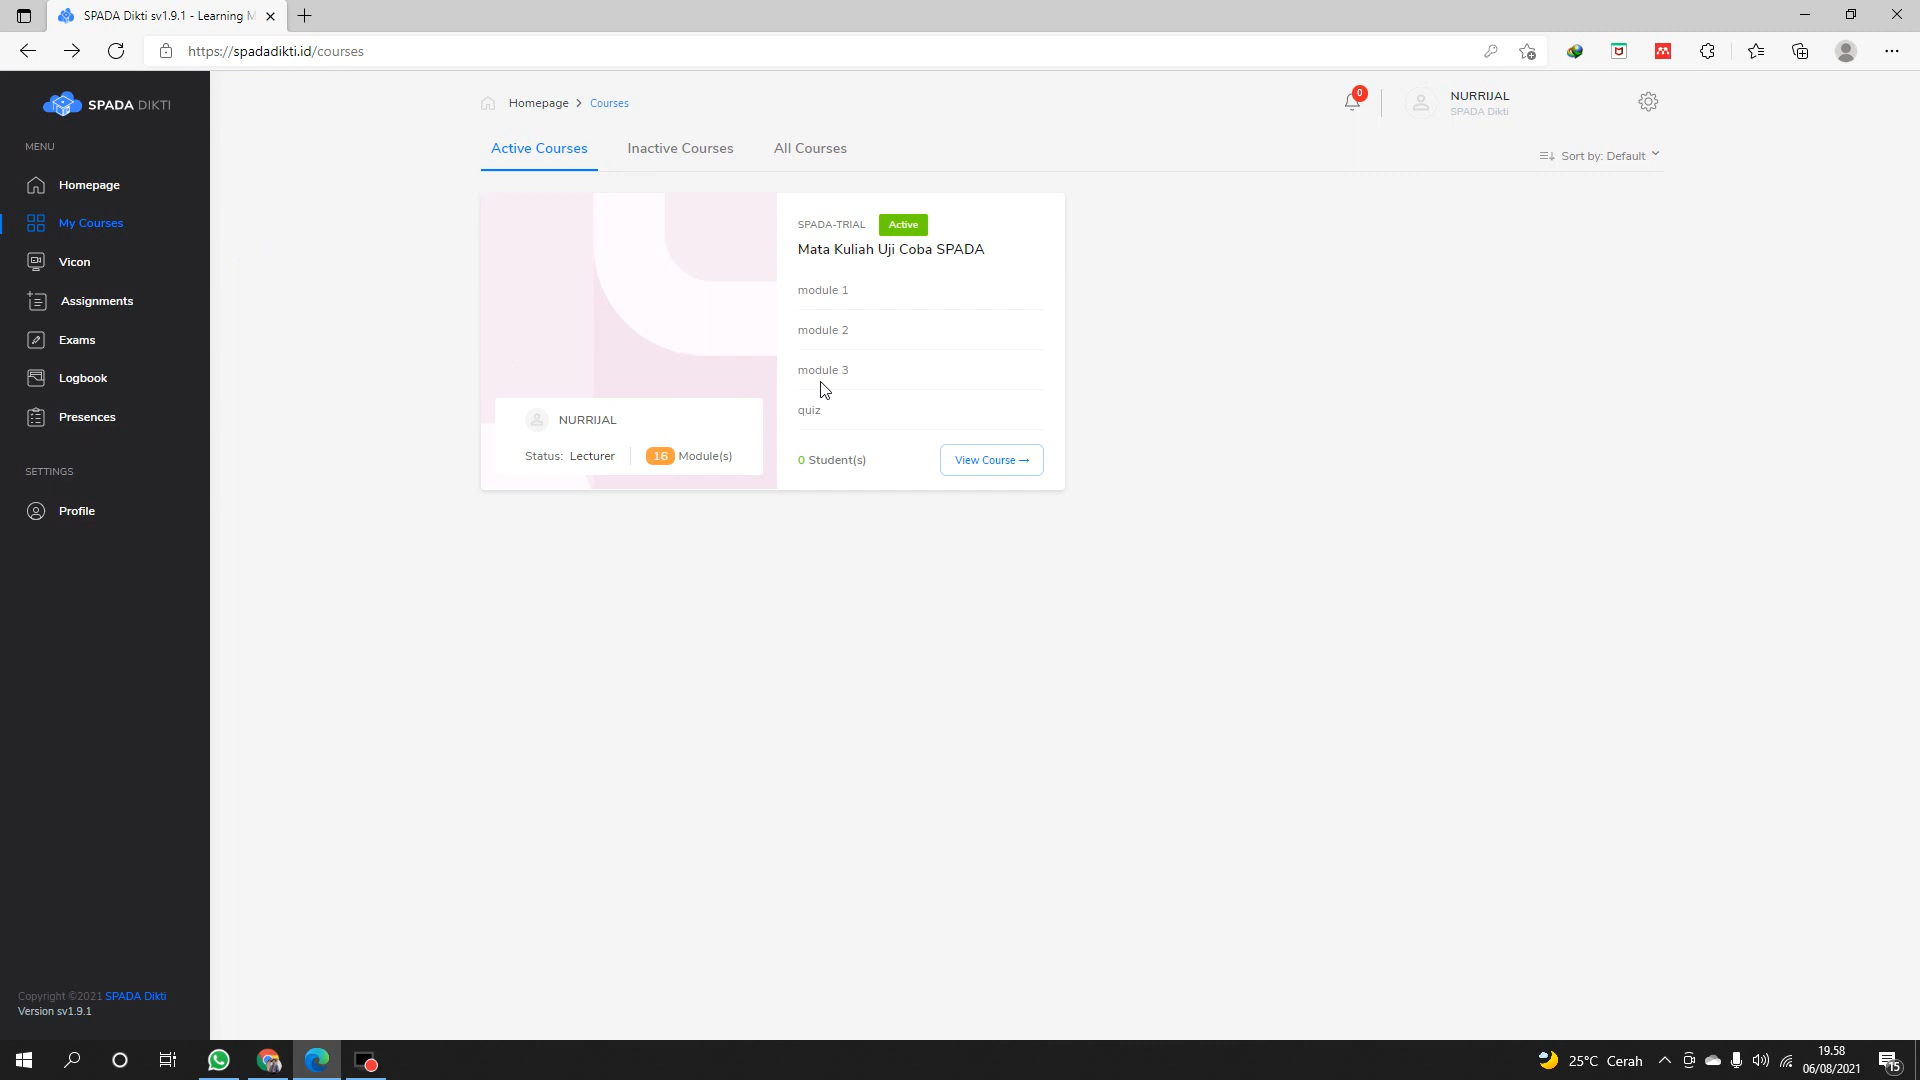 SPADA Dikti sv1.9.1 - Learning M
https://spadadikti.id/courses
SPADA DIKTI
MENU
Homepage
My Courses
Vicon
Assignments
Exams
Logbook
Presences
SETTINGS
Profile
Copyright ©2021 SPADA Dikti
Version sv1.9.1
Homepage > Courses
0
NURRIJAL
SPADA Dikti
Active Courses
Inactive Courses
All Courses
Sort by: Default
SPADA-TRIAL
Active
Mata Kuliah Uji Coba SPADA
module 1
module 2
module 3
quiz
NURRIJAL
Status: Lecturer
16 Module(s)
0 Student(s)
View Course →
25°C Cerah
19.58
06/08/2021
15